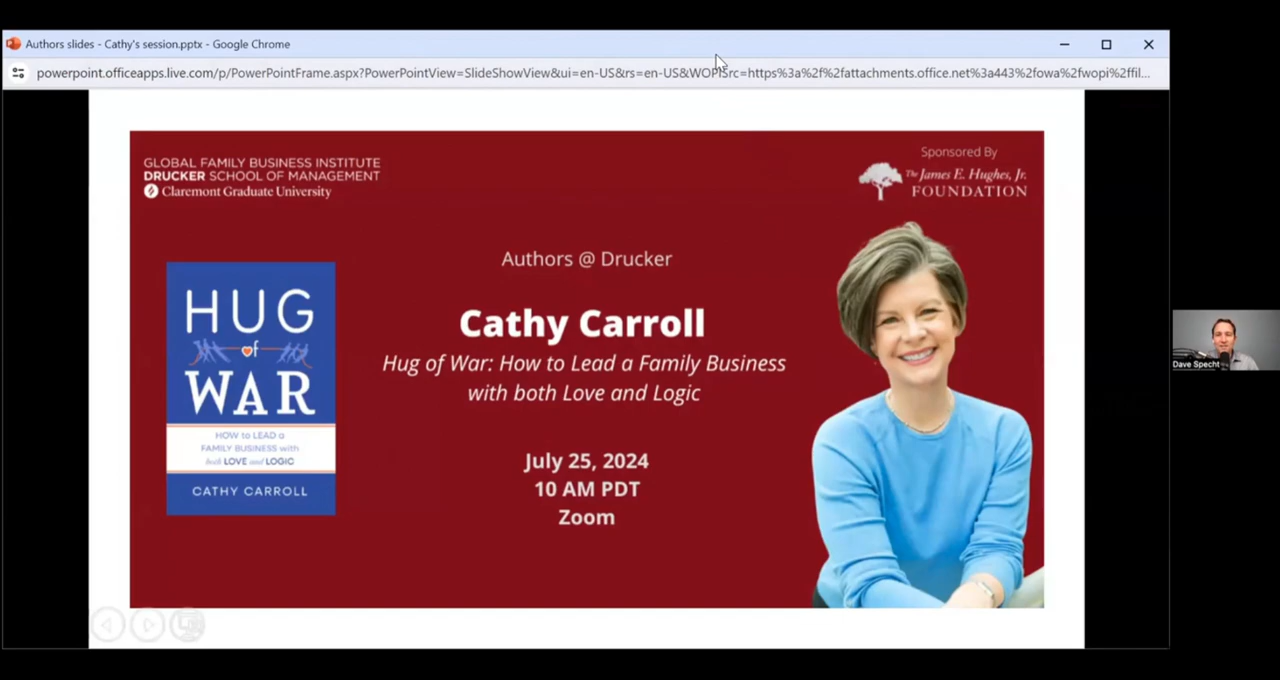 Authors slides - Cathy's session.pptx - Google Chrome
powerpoint.officeapps.live.com/p/PowerPointFrame.aspx?PowerPointView=SlideShowView&ui=en-US&rs=en-US&WOPISrc=https%3a%2f%2fattachments.office.net%3a443%2fowa%2fwopi%2ffil...
GLOBAL FAMILY BUSINESS INSTITUTE
DRUCKER SCHOOL OF MANAGEMENT
Claremont Graduate University
Sponsored By
The James E. Hughes, Jr.
FOUNDATION
HUG
of
WAR
HOW to LEAD a
FAMILY BUSINESS with
both LOVE and LOGIC
CATHY CARROLL
Authors @ Drucker
Cathy Carroll
Hug of War: How to Lead a Family Business
with both Love and Logic
July 25, 2024
10 AM PDT
Zoom
Dave Specht